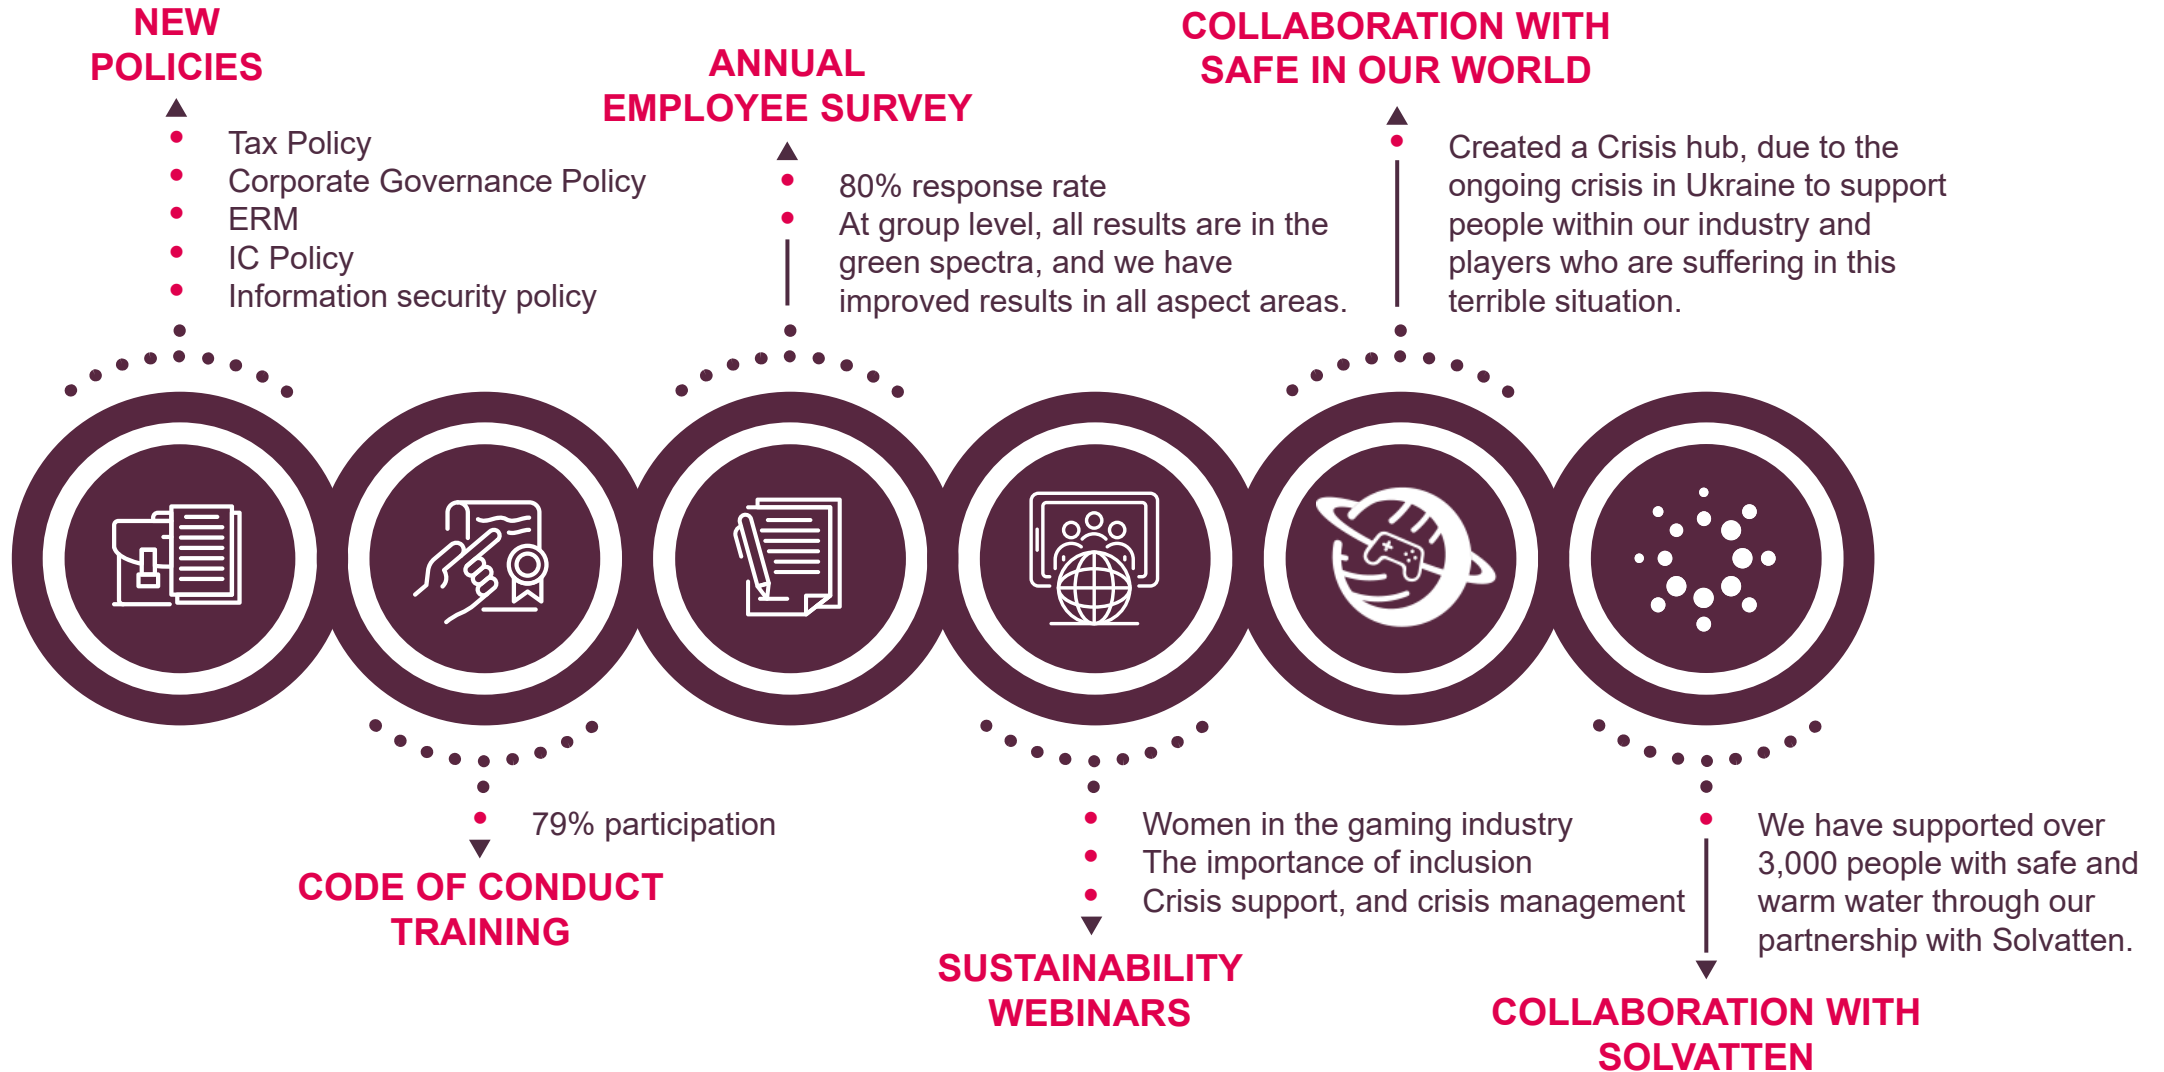 NEW
POLICIES
Tax Policy
Corporate Governance Policy
ERM
IC Policy
Information security policy
79% participation
CODE OF CONDUCT
TRAINING
ANNUAL
EMPLOYEE SURVEY
80% response rate
At group level, all results are in the
green spectra, and we have
improved results in all aspect areas.
Women in the gaming industry
The importance of inclusion
Crisis support, and crisis management
SUSTAINABILITY
WEBINARS
COLLABORATION WITH
SAFE IN OUR WORLD
Created a Crisis hub, due to the
ongoing crisis in Ukraine to support
people within our industry and
players who are suffering in this
terrible situation.
We have supported over
3,000 people with safe and
warm water through our
partnership with Solvatten.
COLLABORATION WITH
SOLVATTEN